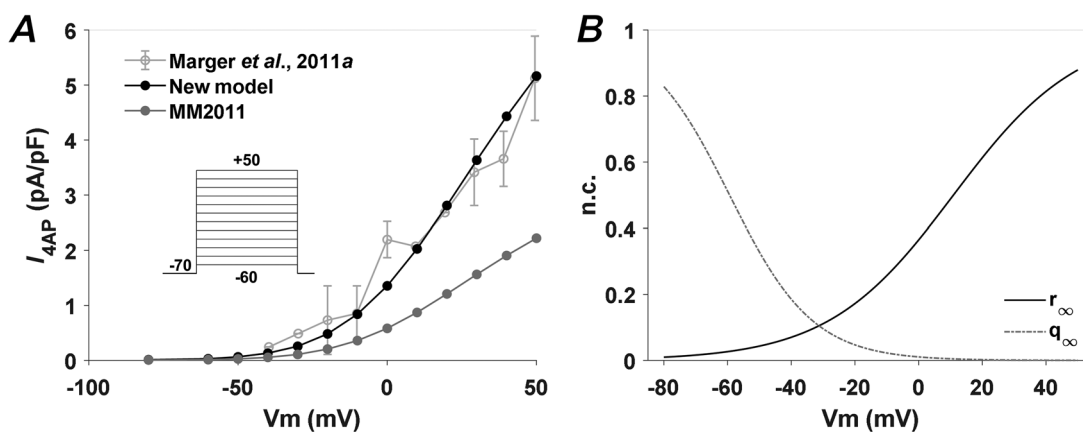 A
I4AP (pA/pF)
6
5
4
3
2
1
0
Marger et al., 2011a
New model
MM2011
+50
-70
-60
-100
-50
0
50
Vm (mV)
B
n.c.
1
0.8
0.6
0.4
0.2
0
r∞
q∞
-80
-60
-40
-20
0
20
40
Vm (mV)